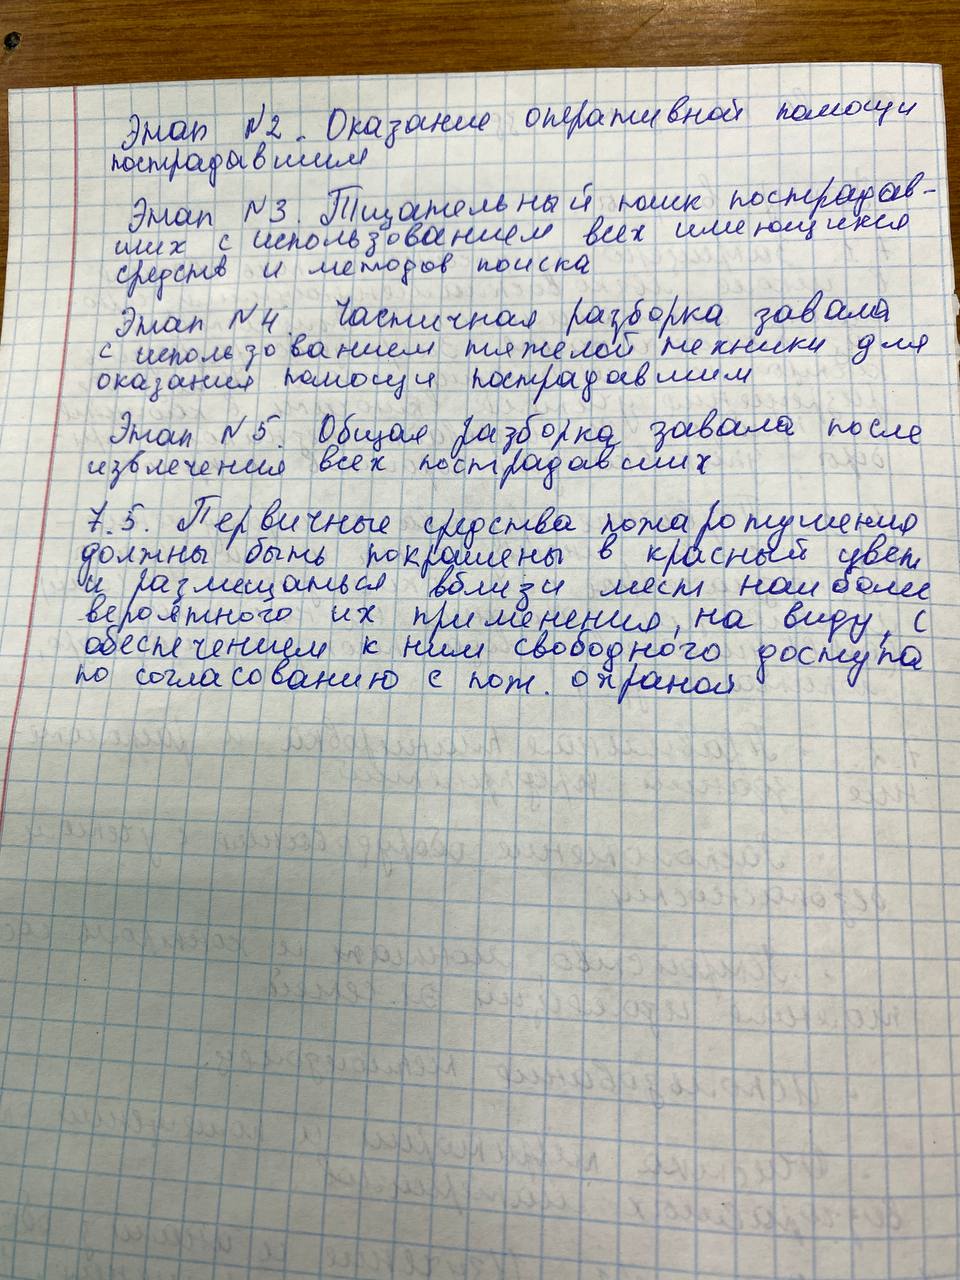 Этап №2. Оказание оперативной помощи
пострадавшим
Этап №3. Тщательный поиск пострадав-
ших с использованием всех имеющихся
средств и методов поиска
Этап №4. Частичная разборка завала
с использованием тяжёлой техники для
оказания помощи пострадавшим
Этап №5. Общая разборка завала после
извлечения всех пострадавших
7.5. Первичные средства пожаротушения
должны быть покрашены в красный цвет
и размещаться вблизи мест наиболее
вероятного их применения, на виду, с
обеспечением к ним свободного доступа
по согласованию с пож. охраной